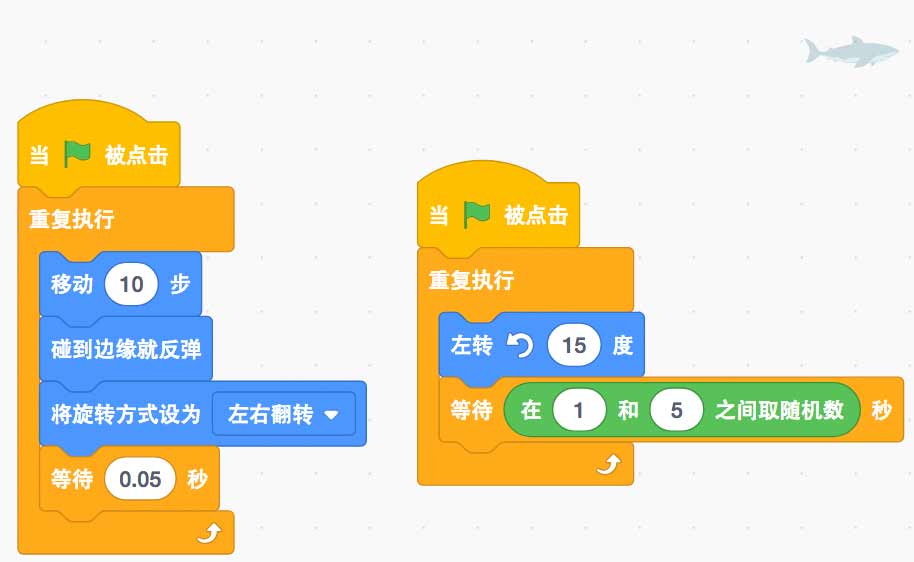 当 被点击
重复执行
移动 10 步
碰到边缘就反弹
将旋转方式设为 左右翻转
等待 0.05 秒
当 被点击
重复执行
左转 15 度
等待 在 1 和 5 之间取随机数 秒